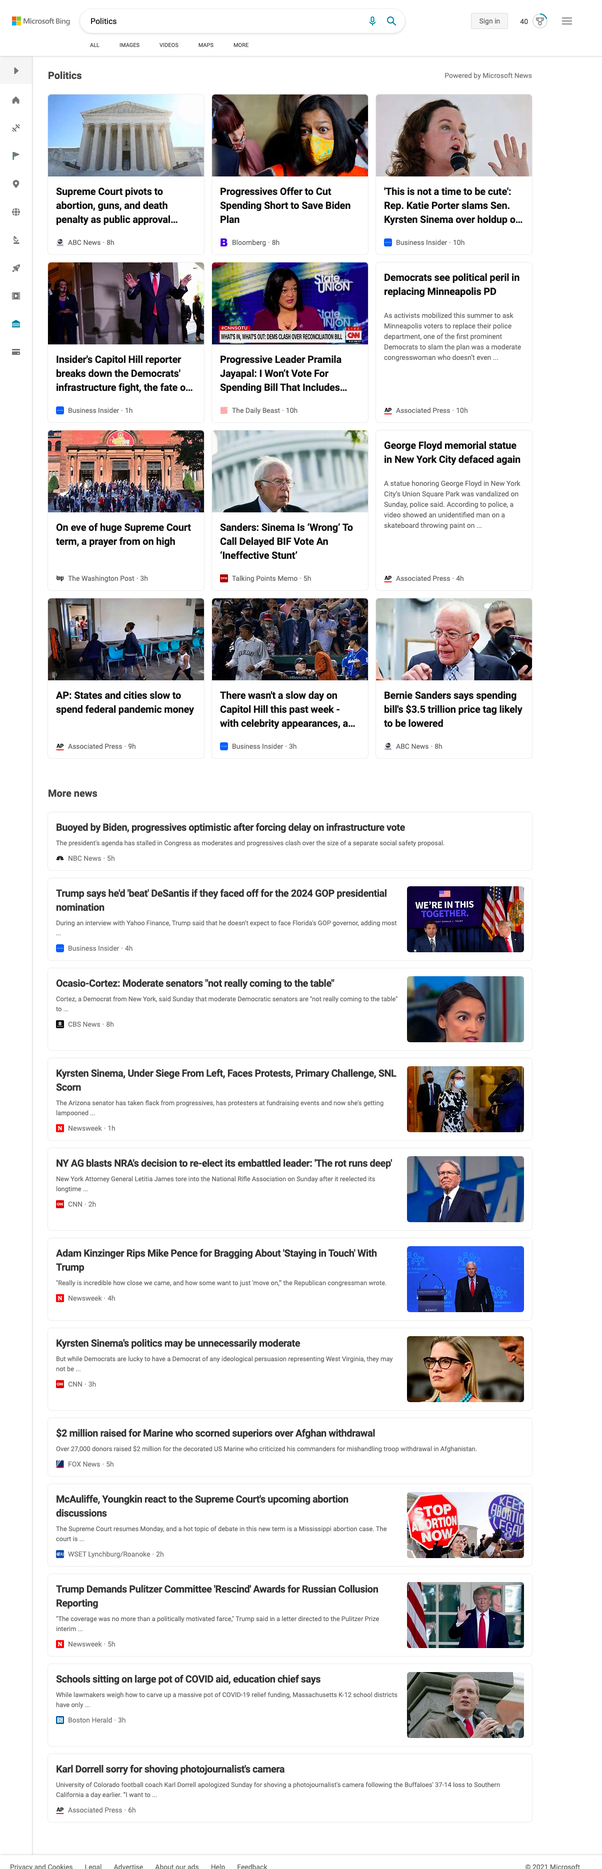 Microsoft Bing
Politics
Sign in
40
ALL IMAGES VIDEOS MAPS MORE
Politics
Powered by Microsoft News
Supreme Court pivots to
abortion, guns, and death
penalty as public approval...
ABC News · 8h
Progressives Offer to Cut
Spending Short to Save Biden
Plan
Bloomberg · 8h
'This is not a time to be cute':
Rep. Katie Porter slams Sen.
Kyrsten Sinema over holdup o...
Business Insider · 10h
Insider's Capitol Hill reporter
breaks down the Democrats'
infrastructure fight, the fate o...
Business Insider · 1h
State
UNION
#CNNSOTU
WHAT'S IN, WHAT'S OUT: DEMS CLASH OVER RECONCILIATION BILL
CNN
Progressive Leader Pramila
Jayapal: I Won't Vote For
Spending Bill That Includes...
The Daily Beast · 10h
Democrats see political peril in
replacing Minneapolis PD
As activists mobilized this summer to ask
Minneapolis voters to replace their police
department, one of the first prominent
Democrats to slam the plan was a moderate
congresswoman who doesn't even ...
AP Associated Press · 10h
On eve of huge Supreme Court
term, a prayer from on high
wp The Washington Post · 3h
Sanders: Sinema Is 'Wrong' To
Call Delayed BIF Vote An
'Ineffective Stunt'
Talking Points Memo · 5h
George Floyd memorial statue
in New York City defaced again
A statue honoring George Floyd in New York
City's Union Square Park was vandalized on
Sunday, police said. According to police, a
video showed an unidentified man on a
skateboard throwing paint on ...
AP Associated Press · 4h
AP: States and cities slow to
spend federal pandemic money
AP Associated Press · 9h
There wasn't a slow day on
Capitol Hill this past week -
with celebrity appearances, a...
Business Insider · 3h
Bernie Sanders says spending
bill's $3.5 trillion price tag likely
to be lowered
ABC News · 8h
More news
Buoyed by Biden, progressives optimistic after forcing delay on infrastructure vote
The president's agenda has stalled in Congress as moderates and progressives clash over the size of a separate social safety proposal.
NBC News · 5h
Trump says he'd 'beat' DeSantis if they faced off for the 2024 GOP presidential
nomination
During an interview with Yahoo Finance, Trump said that he doesn't expect to face Florida's GOP governor, adding most
...
Business Insider · 4h
WE'RE IN THIS
TOGETHER.
Ocasio-Cortez: Moderate senators "not really coming to the table"
Cortez, a Democrat from New York, said Sunday that moderate Democratic senators are "not really coming to the table"
to ...
CBS News · 8h
Kyrsten Sinema, Under Siege From Left, Faces Protests, Primary Challenge, SNL
Scorn
The Arizona senator has taken flack from progressives, has protesters at fundraising events and now she's getting
lampooned ...
N Newsweek · 1h
NY AG blasts NRA's decision to re-elect its embattled leader: 'The rot runs deep'
New York Attorney General Letitia James tore into the National Rifle Association on Sunday after it reelected its
longtime ...
CNN CNN · 2h
Adam Kinzinger Rips Mike Pence for Bragging About 'Staying in Touch' With
Trump
"Really is incredible how close we came, and how some want to just 'move on,'" the Republican congressman wrote.
N Newsweek · 4h
Kyrsten Sinema's politics may be unnecessarily moderate
But while Democrats are lucky to have a Democrat of any ideological persuasion representing West Virginia, they may
not be ...
CNN CNN · 3h
$2 million raised for Marine who scorned superiors over Afghan withdrawal
Over 27,000 donors raised $2 million for the decorated US Marine who criticized his commanders for mishandling troop withdrawal in Afghanistan.
FOX News · 5h
McAuliffe, Youngkin react to the Supreme Court's upcoming abortion
discussions
The Supreme Court resumes Monday, and a hot topic of debate in this new term is a Mississippi abortion case. The
court is ...
WSET Lynchburg/Roanoke · 2h
STOP
ABORTION
NOW
KEEP
ABORTION
LEGAL
Trump Demands Pulitzer Committee 'Rescind' Awards for Russian Collusion
Reporting
"The coverage was no more than a politically motivated farce," Trump said in a letter directed to the Pulitzer Prize
interim ...
N Newsweek · 5h
Schools sitting on large pot of COVID aid, education chief says
While lawmakers weigh how to carve up a massive pot of COVID-19 relief funding, Massachusetts K-12 school districts
have only ...
Boston Herald · 3h
Karl Dorrell sorry for shoving photojournalist's camera
University of Colorado football coach Karl Dorrell apologized Sunday for shoving a photojournalist's camera following the Buffaloes' 37-14 loss to Southern
California a day earlier. "I want to ...
AP Associated Press · 6h
Privacy and Cookies Legal Advertise About our ads Help Feedback
© 2021 Microsoft